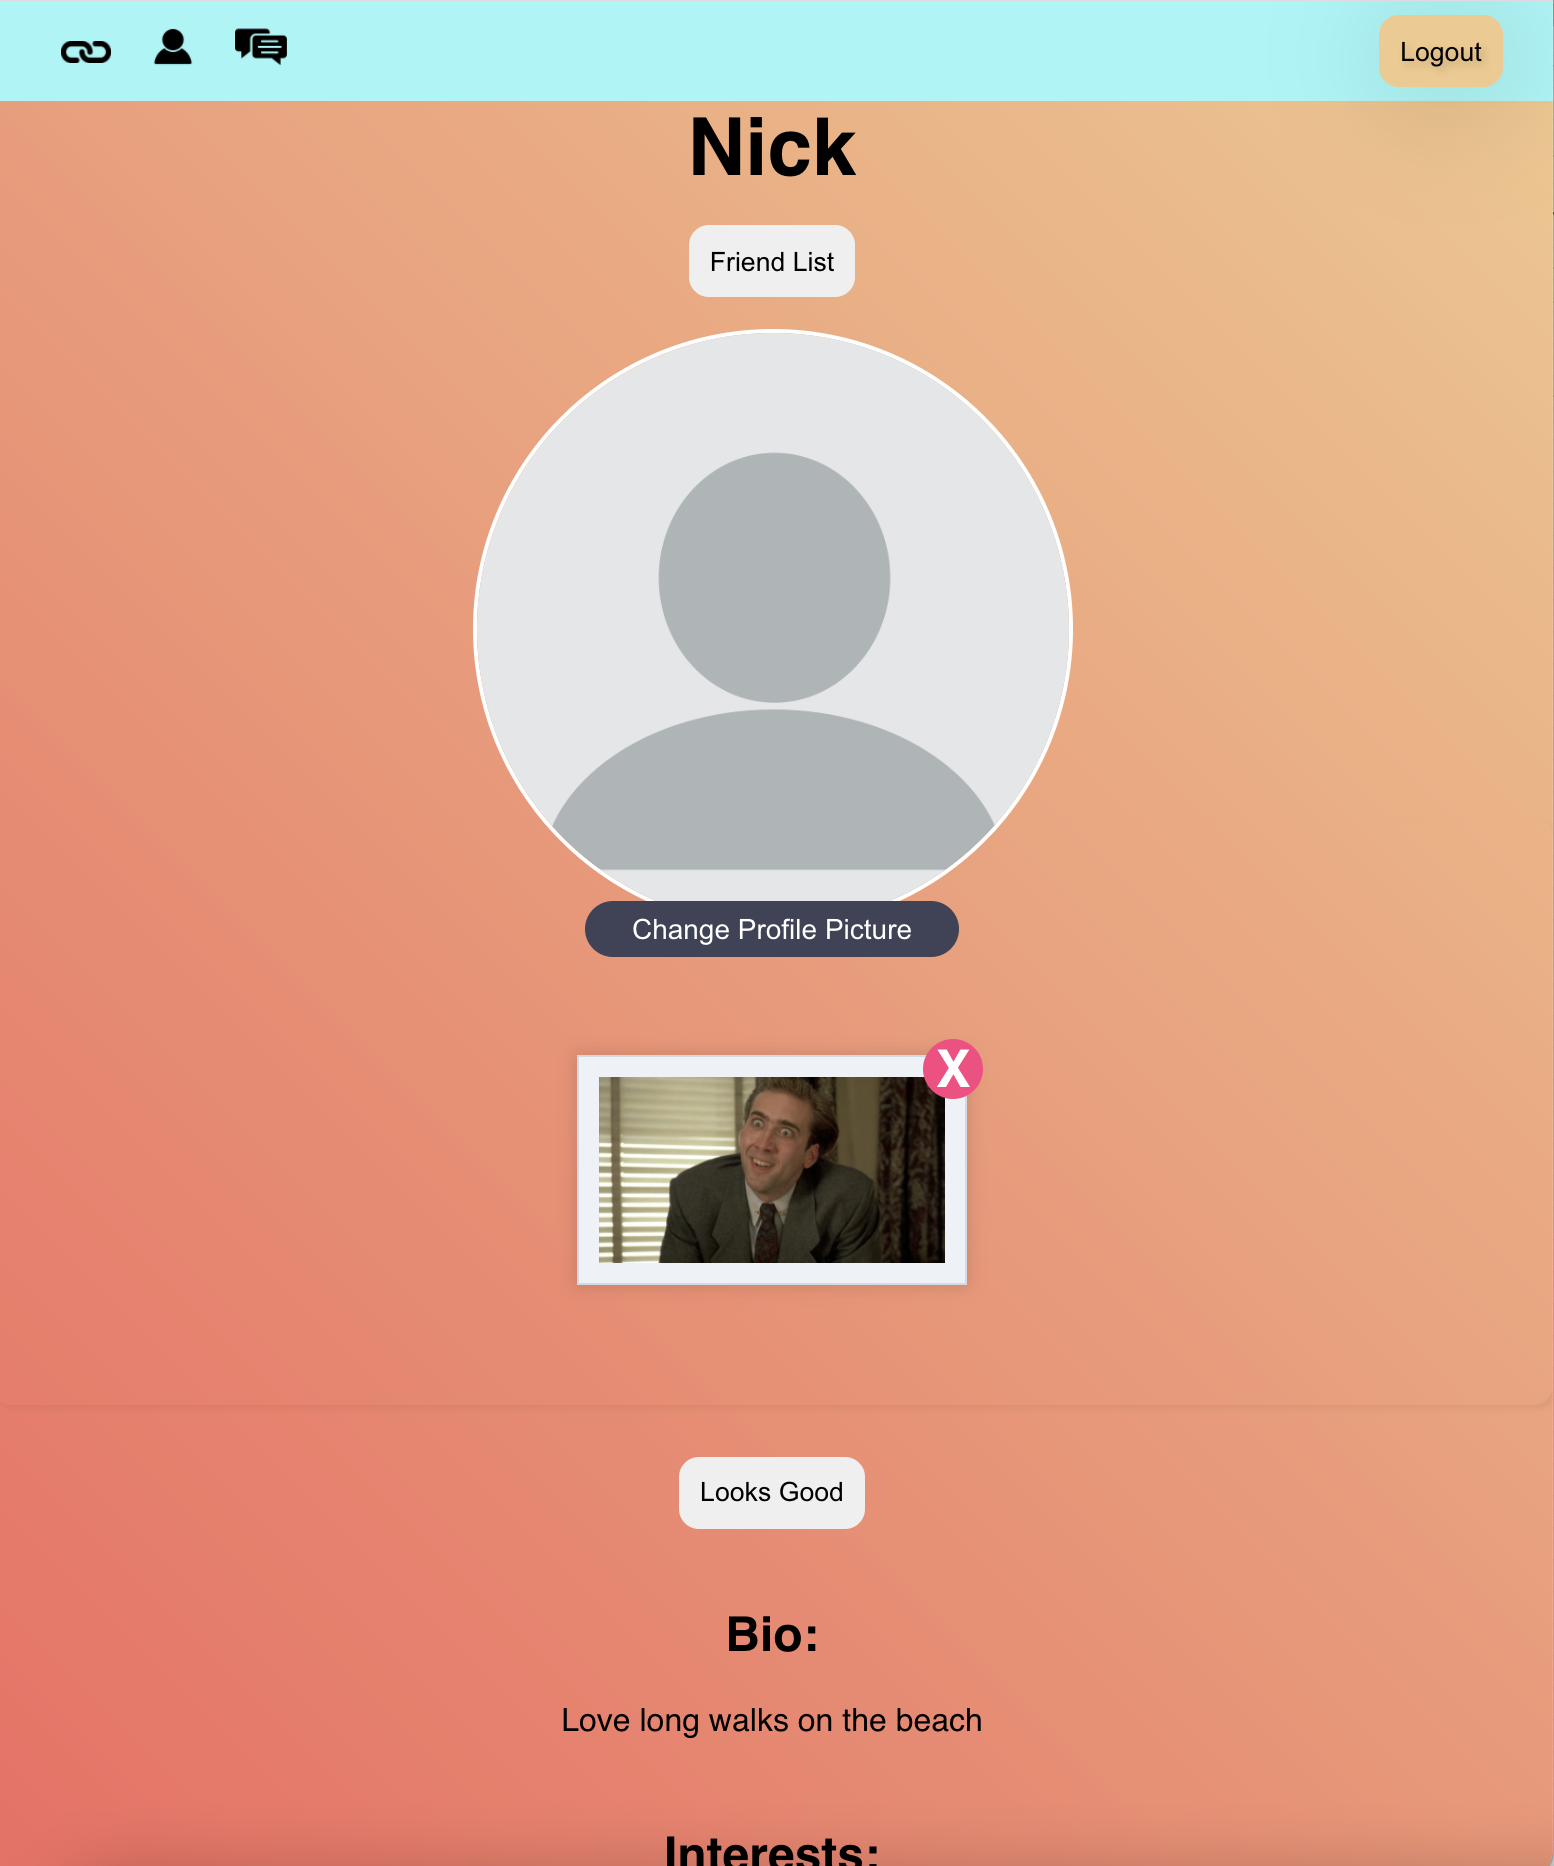 Logout
Nick
Friend List
Change Profile Picture
X
Looks Good
Bio:
Love long walks on the beach
Interests: